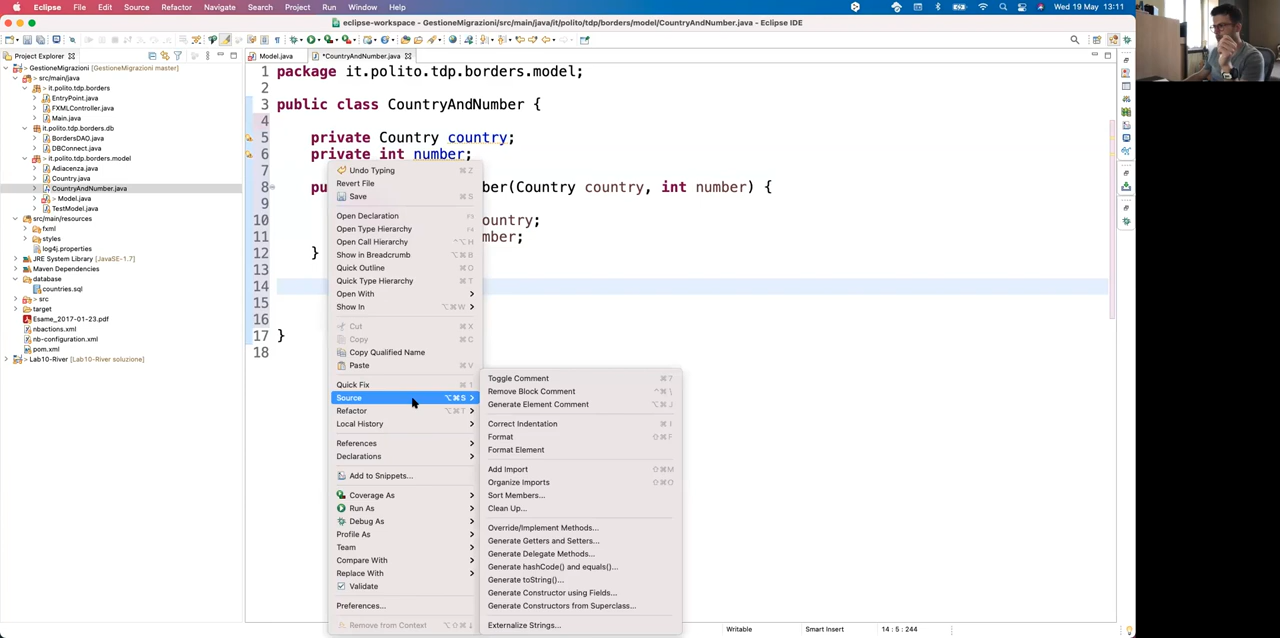 Eclipse File Edit Source Refactor Navigate Search Project Run Window Help Wed 19 May 13:11
eclipse-workspace - GestioneMigrazioni/src/main/java/it/polito/tdp/borders/model/CountryAndNumber.java - Eclipse IDE
Project Explorer
GestioneMigrazioni [GestioneMigrazioni master]
> src/main/java
> it.polito.tdp.borders
EntryPoint.java
FXMLController.java
Main.java
it.polito.tdp.borders.db
BordersDAO.java
DBConnect.java
> it.polito.tdp.borders.model
Adiacenza.java
Country.java
CountryAndNumber.java
> Model.java
TestModel.java
src/main/resources
fxml
styles
log4j.properties
JRE System Library [JavaSE-1.7]
Maven Dependencies
database
countries.sql
> src
target
Esame_2017-01-23.pdf
nbactions.xml
nb-configuration.xml
pom.xml
> Lab10-River [Lab10-River soluzione]
Model.java *CountryAndNumber.java
1 package it.polito.tdp.borders.model;
2
3 public class CountryAndNumber {
4
5 private Country country;
6 private int number;
7
8 pu mber(Country country, int number) {
9
10 ountry;
11 mber;
12 }
13
14
15
16
17 }
18
Undo Typing ⌘Z
Revert File
Save ⌘S
Open Declaration F3
Open Type Hierarchy F4
Open Call Hierarchy ^⌥H
Show in Breadcrumb ⌥⌘B
Quick Outline ⌘O
Quick Type Hierarchy ⌘T
Open With
Show In ⌥⌘W
Cut ⌘X
Copy ⌘C
Copy Qualified Name
Paste ⌘V
Quick Fix ⌘1
Source ⌥⌘S
Refactor ⌥⌘T
Local History
References
Declarations
Add to Snippets...
Coverage As
Run As
Debug As
Profile As
Team
Compare With
Replace With
Validate
Preferences...
Remove from Context ⌥⇧⌘↓
Toggle Comment ⌘7
Remove Block Comment ^⌘\
Generate Element Comment ⌥⌘J
Correct Indentation ⌘I
Format ⇧⌘F
Format Element
Add Import ⇧⌘M
Organize Imports ⇧⌘O
Sort Members...
Clean Up...
Override/Implement Methods...
Generate Getters and Setters...
Generate Delegate Methods...
Generate hashCode() and equals()...
Generate toString()...
Generate Constructor using Fields...
Generate Constructors from Superclass...
Externalize Strings...
Writable Smart Insert 14 : 5 : 244